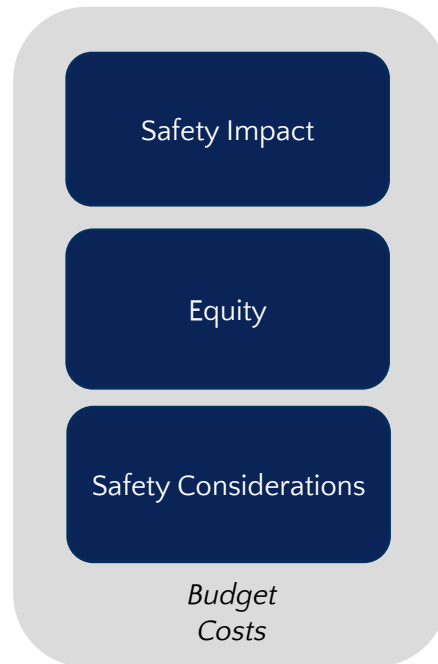 Safety Impact
Equity
Safety Considerations
Budget
Costs